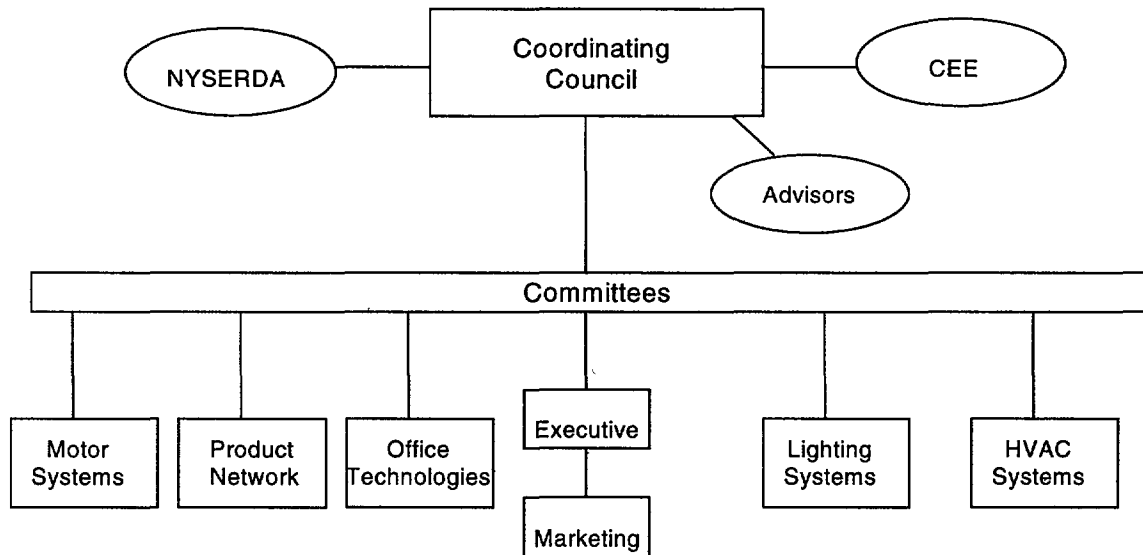 NYSERDA
Coordinating
Council
CEE
Advisors
Committees
Motor
Systems
Product
Network
Office
Technologies
Executive
Marketing
Lighting
Systems
HVAC
Systems